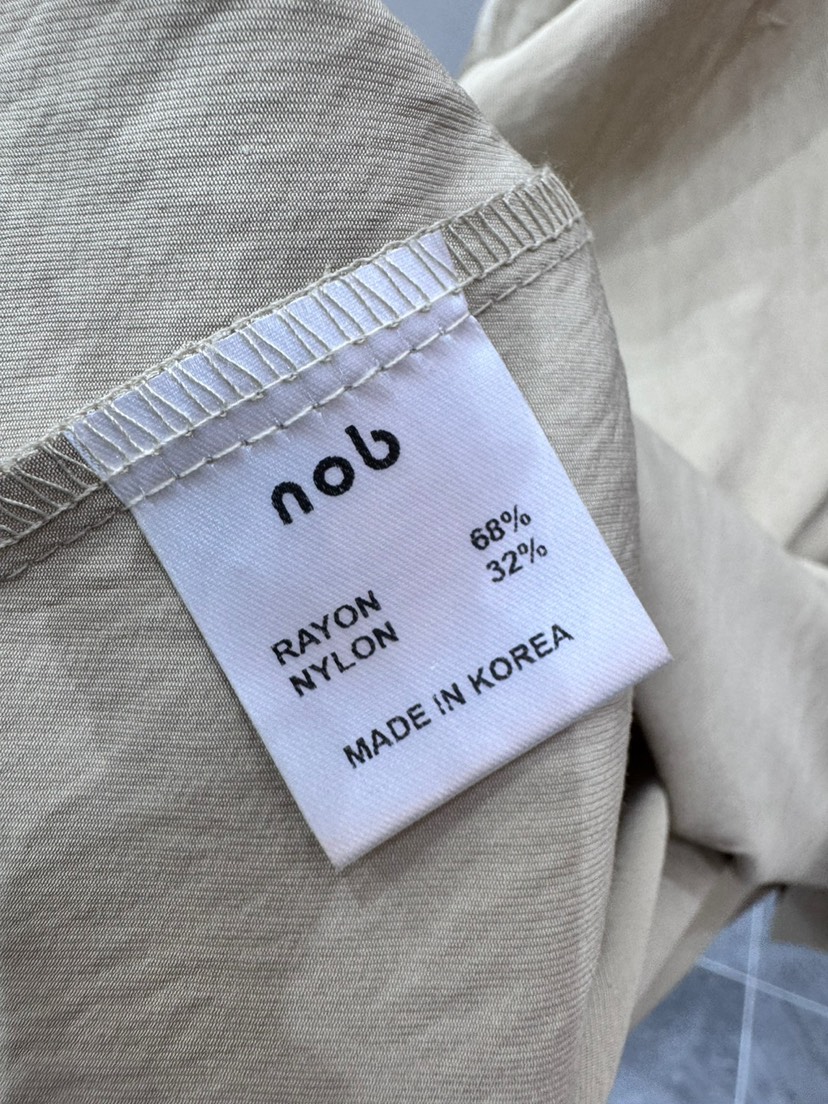 nob
RAYON 68%
NYLON 32%
MADE IN KOREA